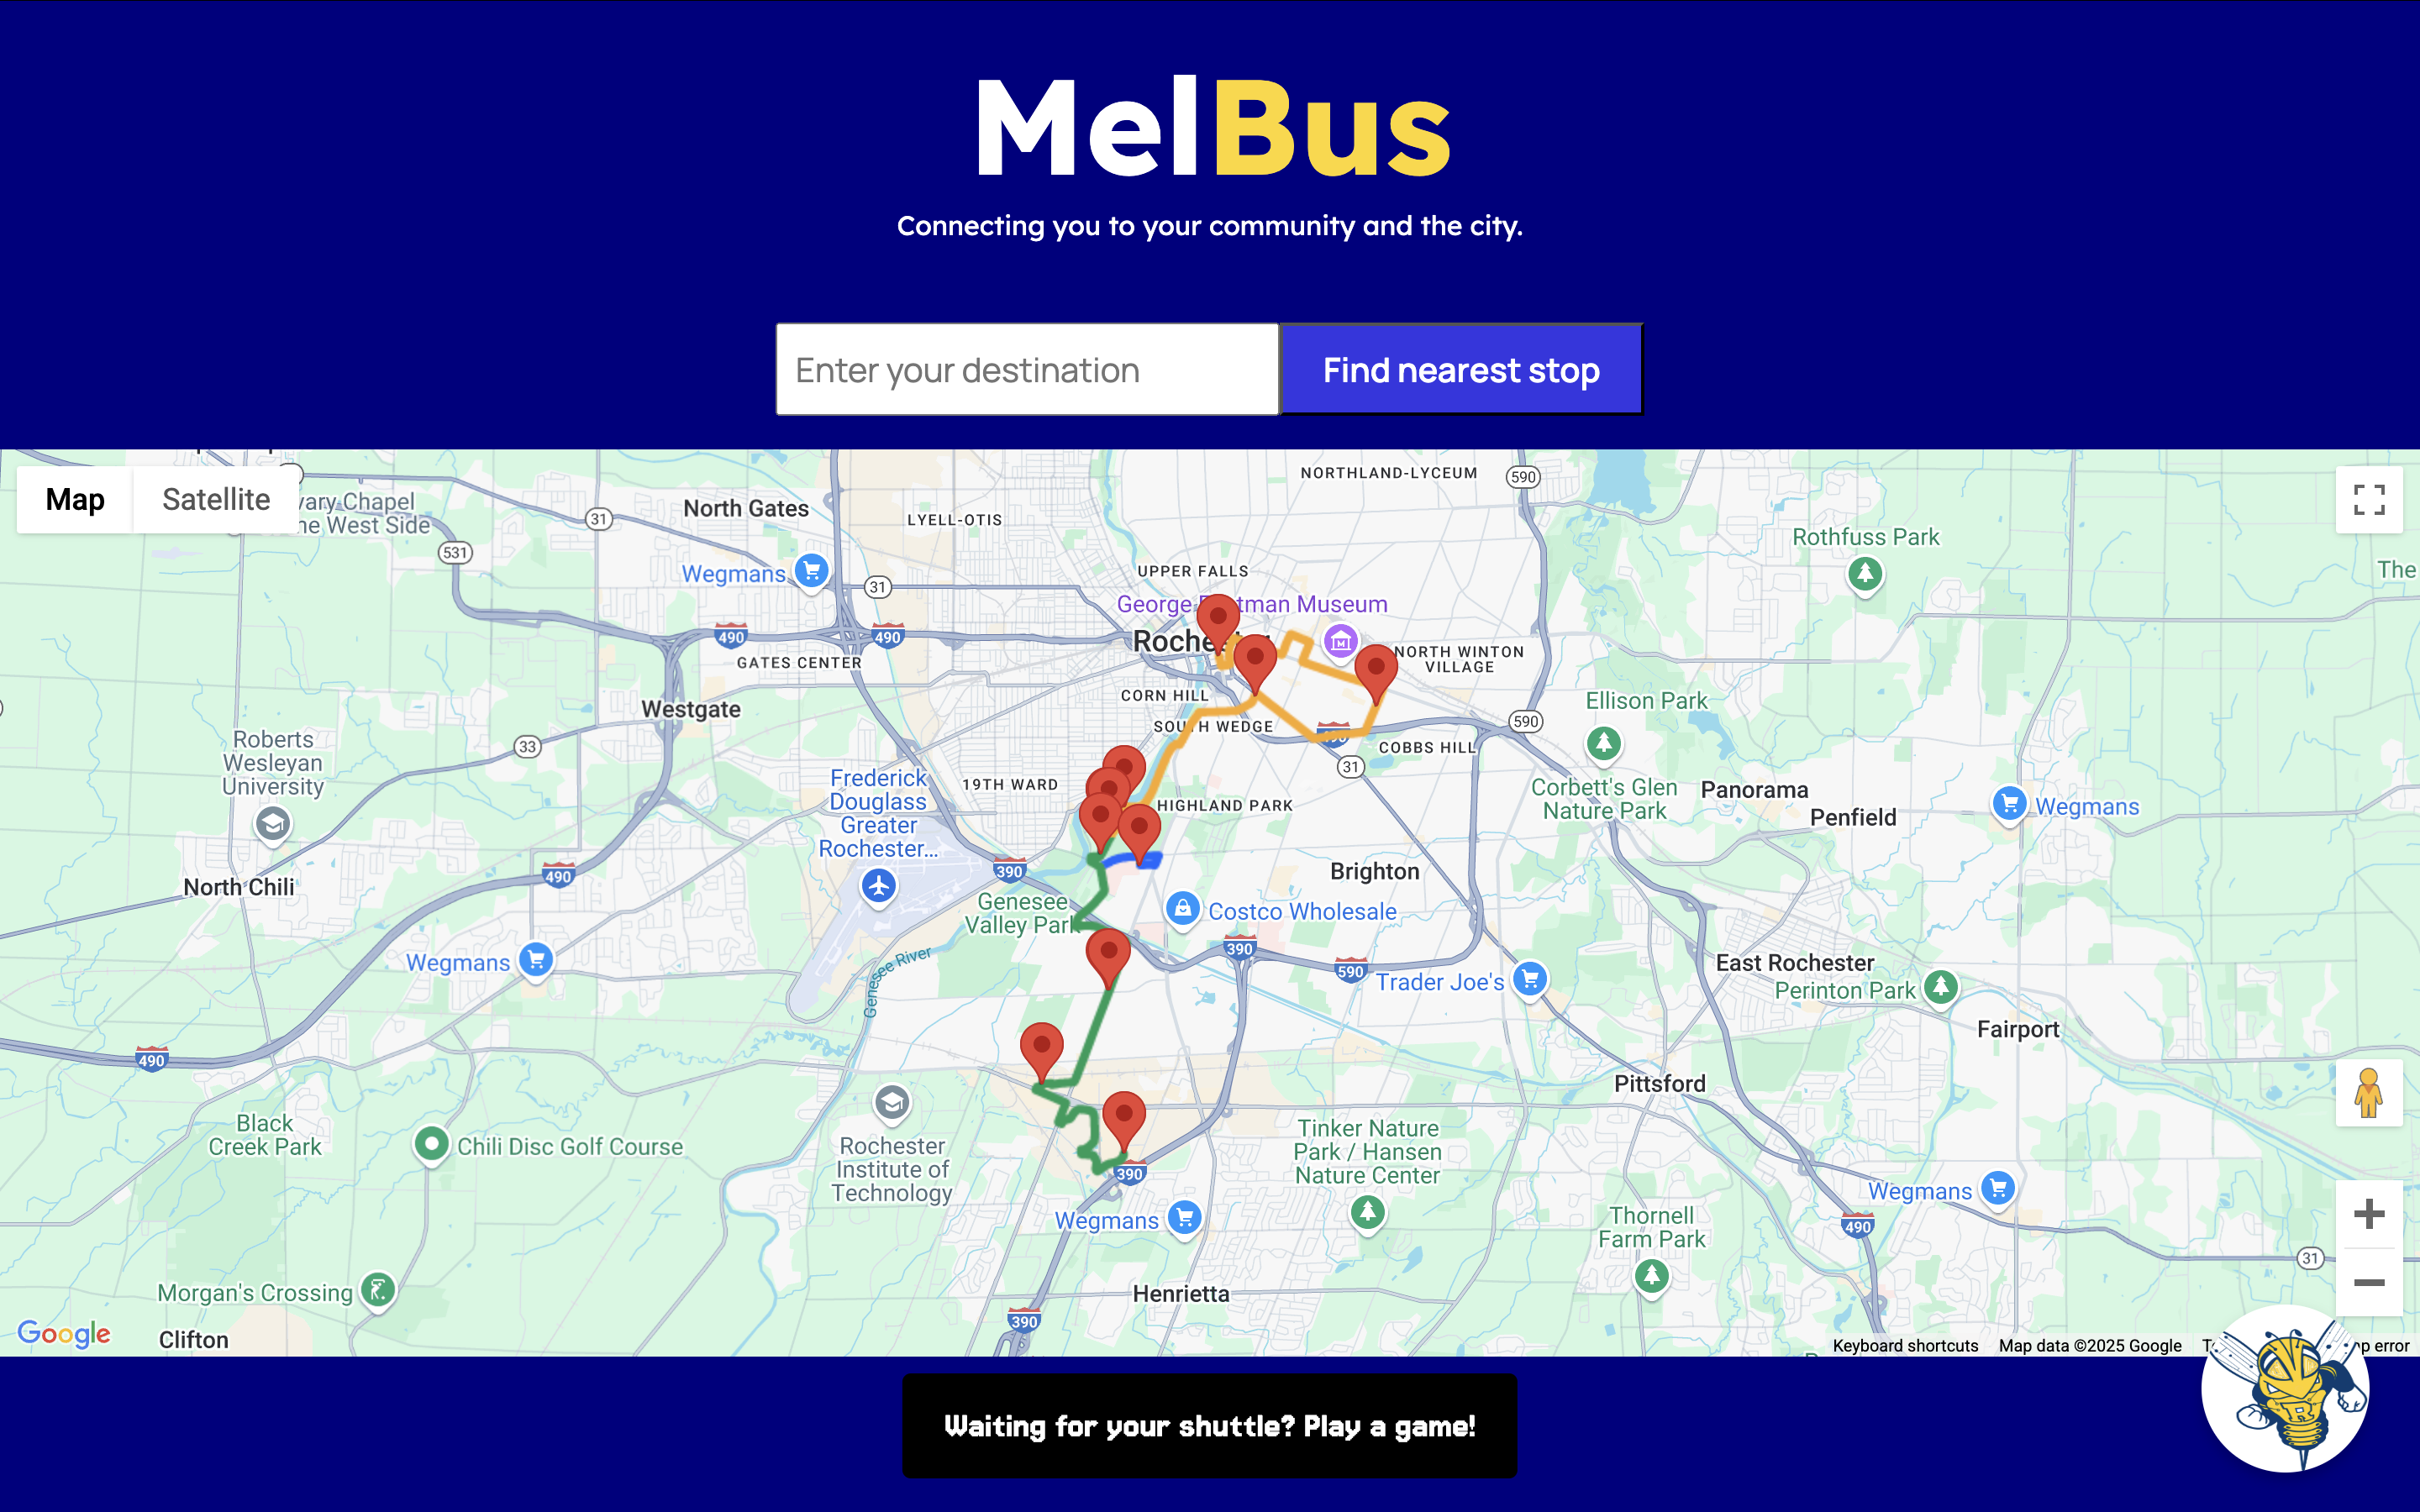 MelBus
Connecting you to your community and the city.
Enter your destination
Find nearest stop
Map
Satellite
vary Chapel
ne West Side
North Gates
LYELL-OTIS
NORTHLAND-LYCEUM
590
31
531
Wegmans
31
UPPER FALLS
Rothfuss Park
The
George E tman Museum
490
490
Roche
GATES CENTER
NORTH WINTON
VILLAGE
CORN HILL
Westgate
SOUTH WEDGE
Ellison Park
590
33
Roberts
Wesleyan
University
COBBS HILL
31
Frederick
Douglass
Greater
Rochester...
19TH WARD
HIGHLAND PARK
Corbett's Glen
Nature Park
Panorama
Penfield
Wegmans
490
North Chili
390
Brighton
Genesee
Valley Park
Costco Wholesale
Wegmans
Genesee River
390
590
Trader Joe's
East Rochester
Perinton Park
Fairport
490
Pittsford
Black
Creek Park
Chili Disc Golf Course
Rochester
Institute of
Technology
Tinker Nature
Park / Hansen
Nature Center
390
Wegmans
Wegmans
Thornell
Farm Park
490
31
Morgan's Crossing
Henrietta
390
Google
Clifton
Keyboard shortcuts
Map data ©2025 Google
p error
R
Waiting for your shuttle? Play a game!